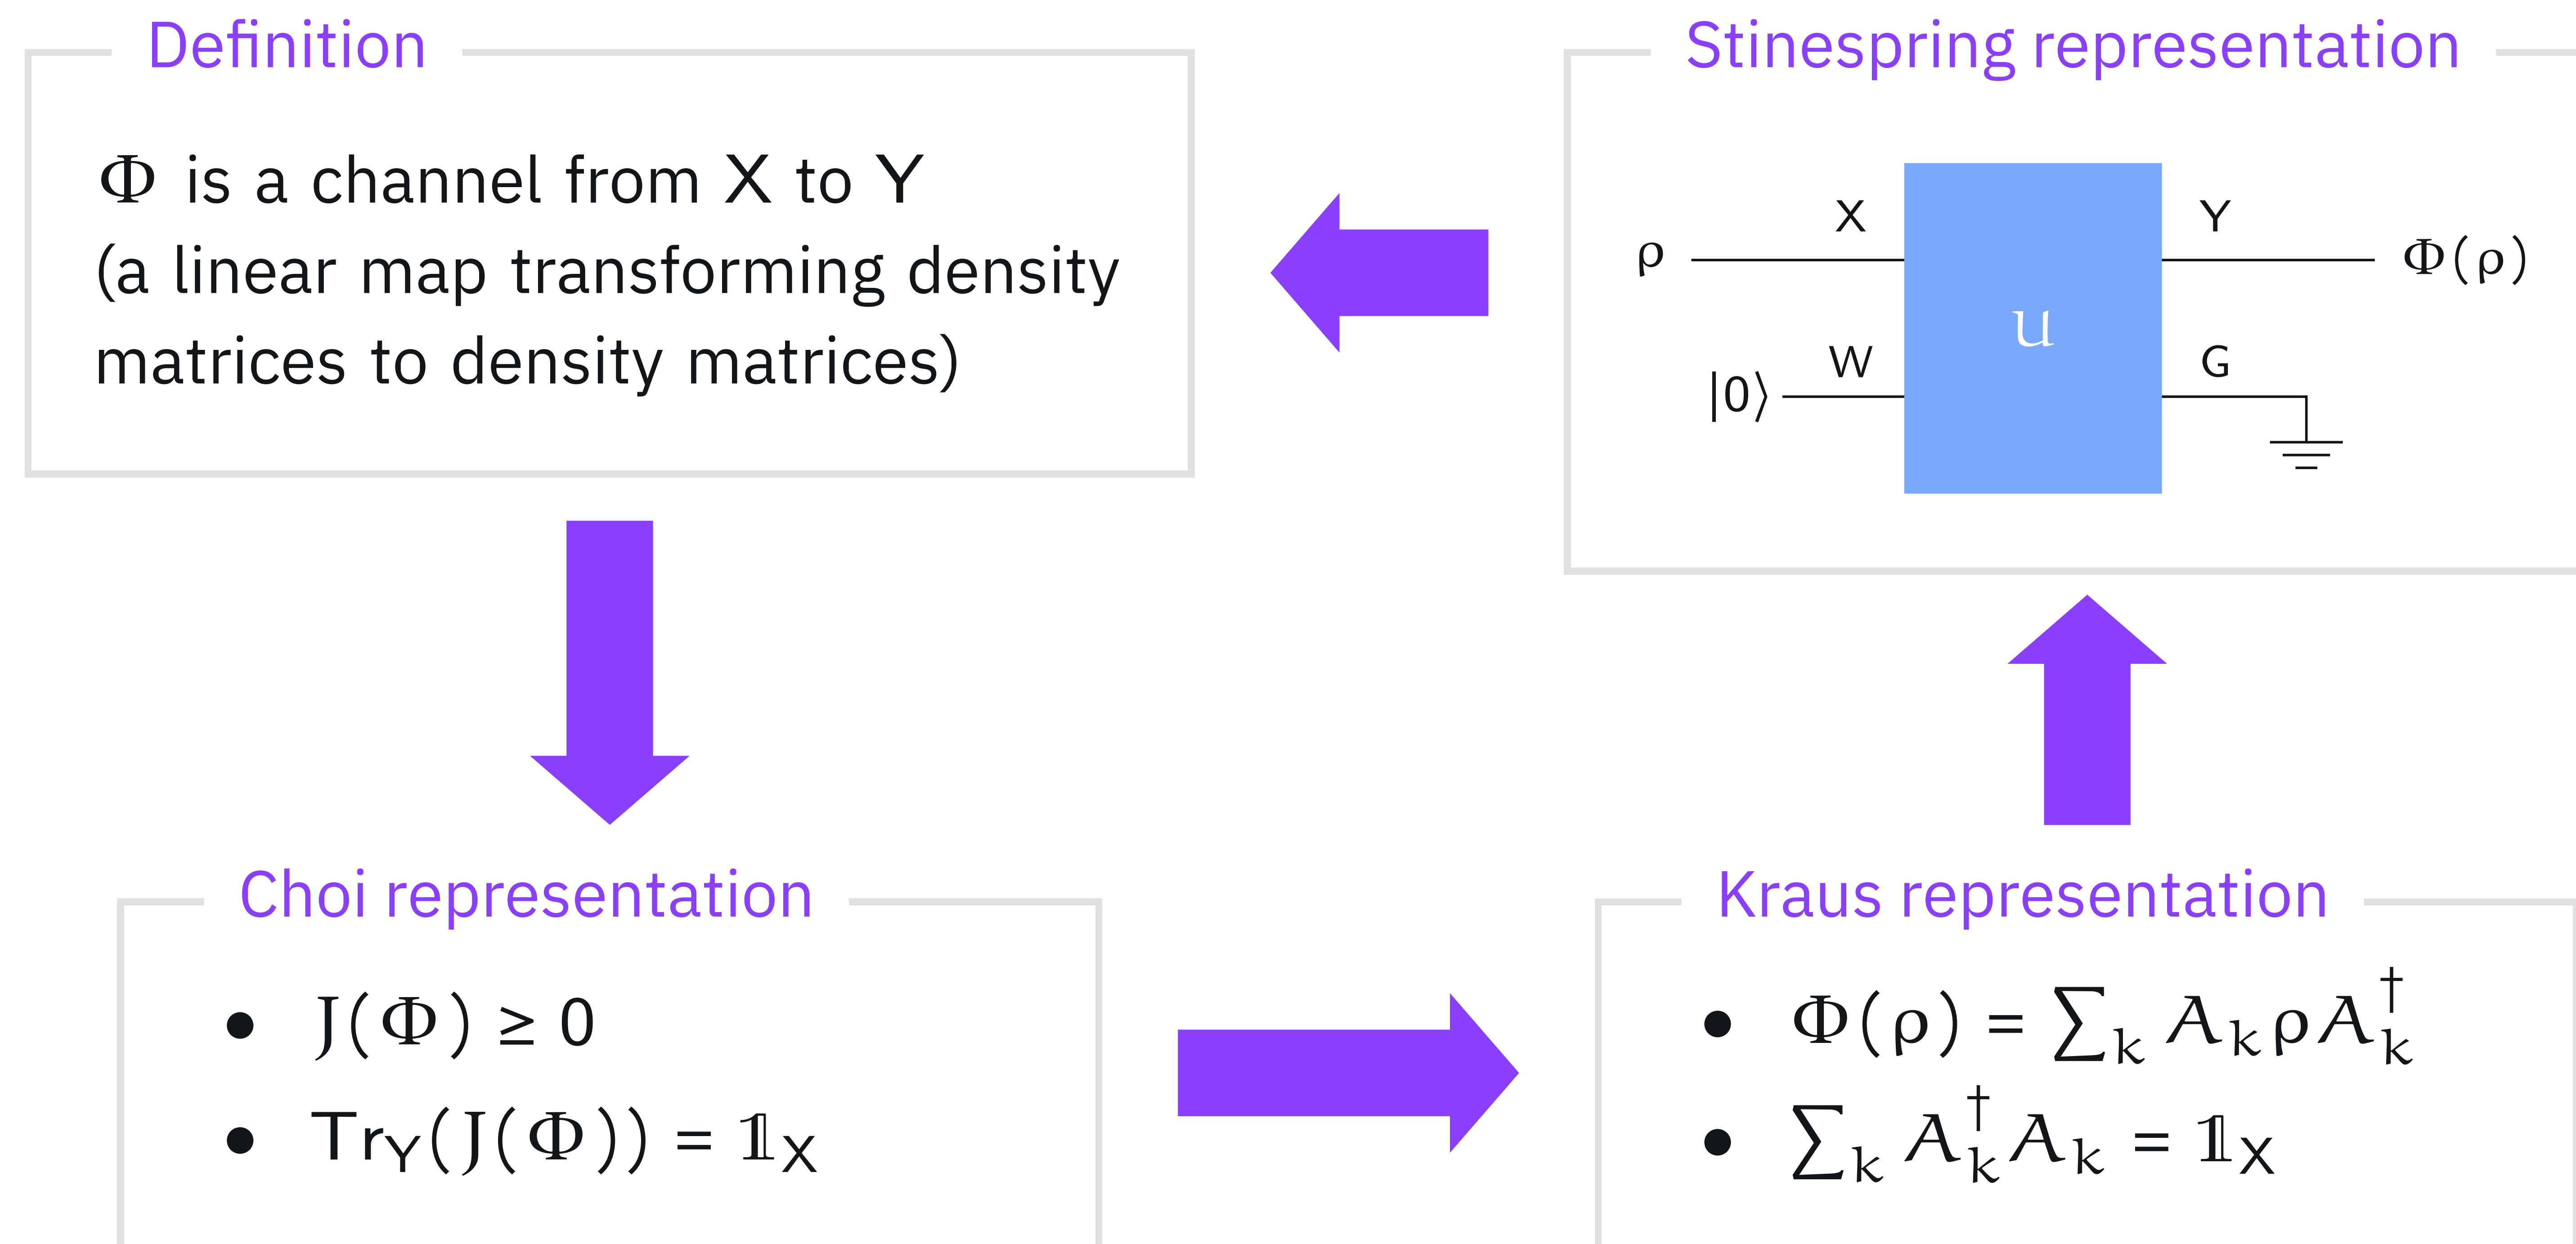 Definition
Φ is a channel from X to Y
(a linear map transforming density
matrices to density matrices)
Stinespring representation
X
Y
ρ
Φ(ρ)
U
W
G
|0⟩
Choi representation
• J(Φ) ≥ 0
• Tr_Y(J(Φ)) = 𝟙_X
Kraus representation
• Φ(ρ) = ∑_k A_k ρ A_k^†
• ∑_k A_k^† A_k = 𝟙_X